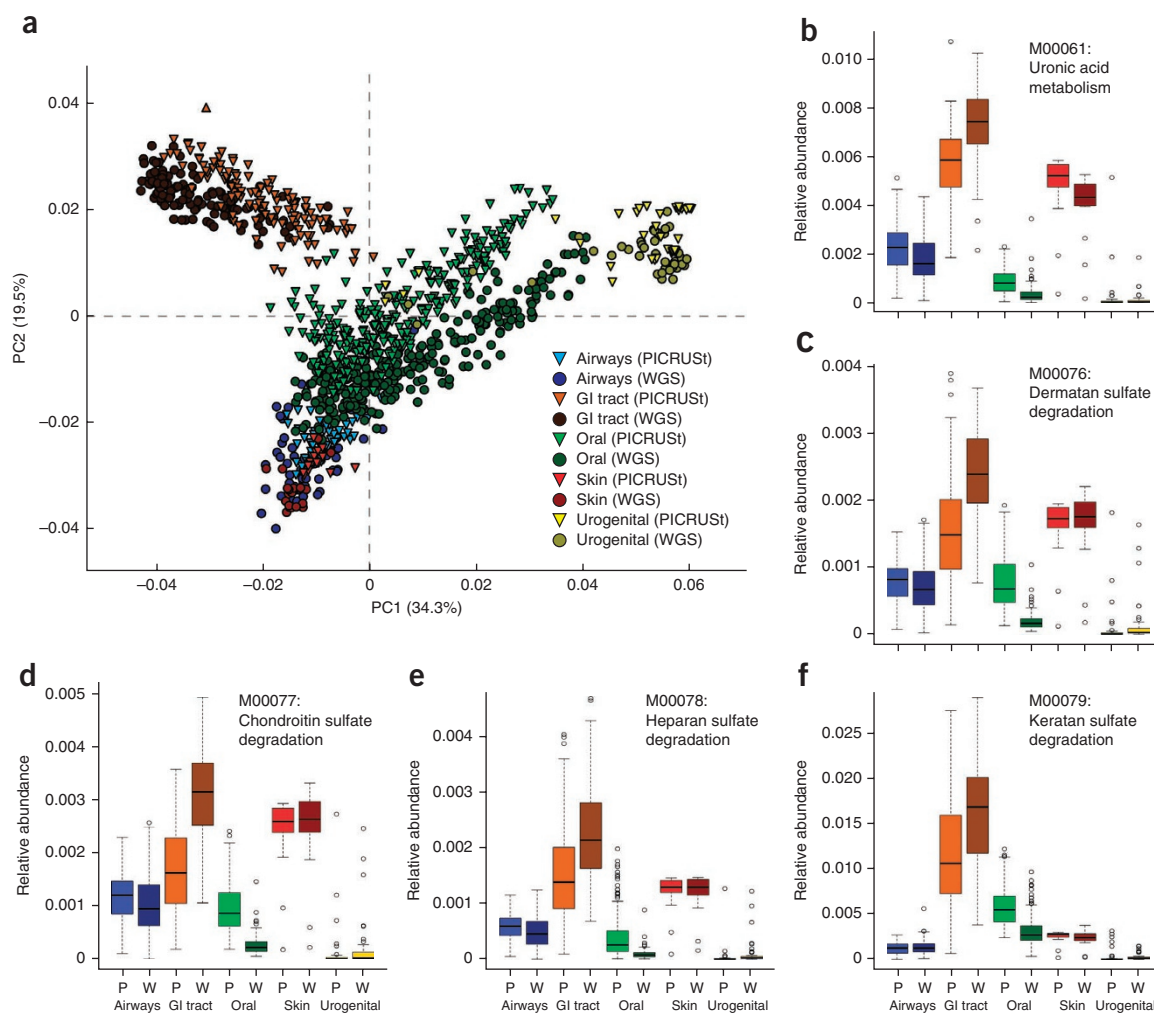 a
PC2 (19.5%)
0.04
0.02
0
−0.02
−0.04
−0.04
−0.02
0
0.02
0.04
0.06
PC1 (34.3%)
Airways (PICRUSt)
Airways (WGS)
GI tract (PICRUSt)
GI tract (WGS)
Oral (PICRUSt)
Oral (WGS)
Skin (PICRUSt)
Skin (WGS)
Urogenital (PICRUSt)
Urogenital (WGS)
b
M00061:
Uronic acid
metabolism
Relative abundance
0.010
0.008
0.006
0.004
0.002
0
c
M00076:
Dermatan sulfate
degradation
Relative abundance
0.004
0.003
0.002
0.001
0
d
M00077:
Chondroitin sulfate
degradation
Relative abundance
0.005
0.004
0.003
0.002
0.001
0
P W P W P W P W P W
Airways GI tract Oral Skin Urogenital
e
M00078:
Heparan sulfate
degradation
Relative abundance
0.004
0.003
0.002
0.001
0
P W P W P W P W P W
Airways GI tract Oral Skin Urogenital
f
M00079:
Keratan sulfate
degradation
Relative abundance
0.025
0.020
0.015
0.010
0.005
0
P W P W P W P W P W
Airways GI tract Oral Skin Urogenital